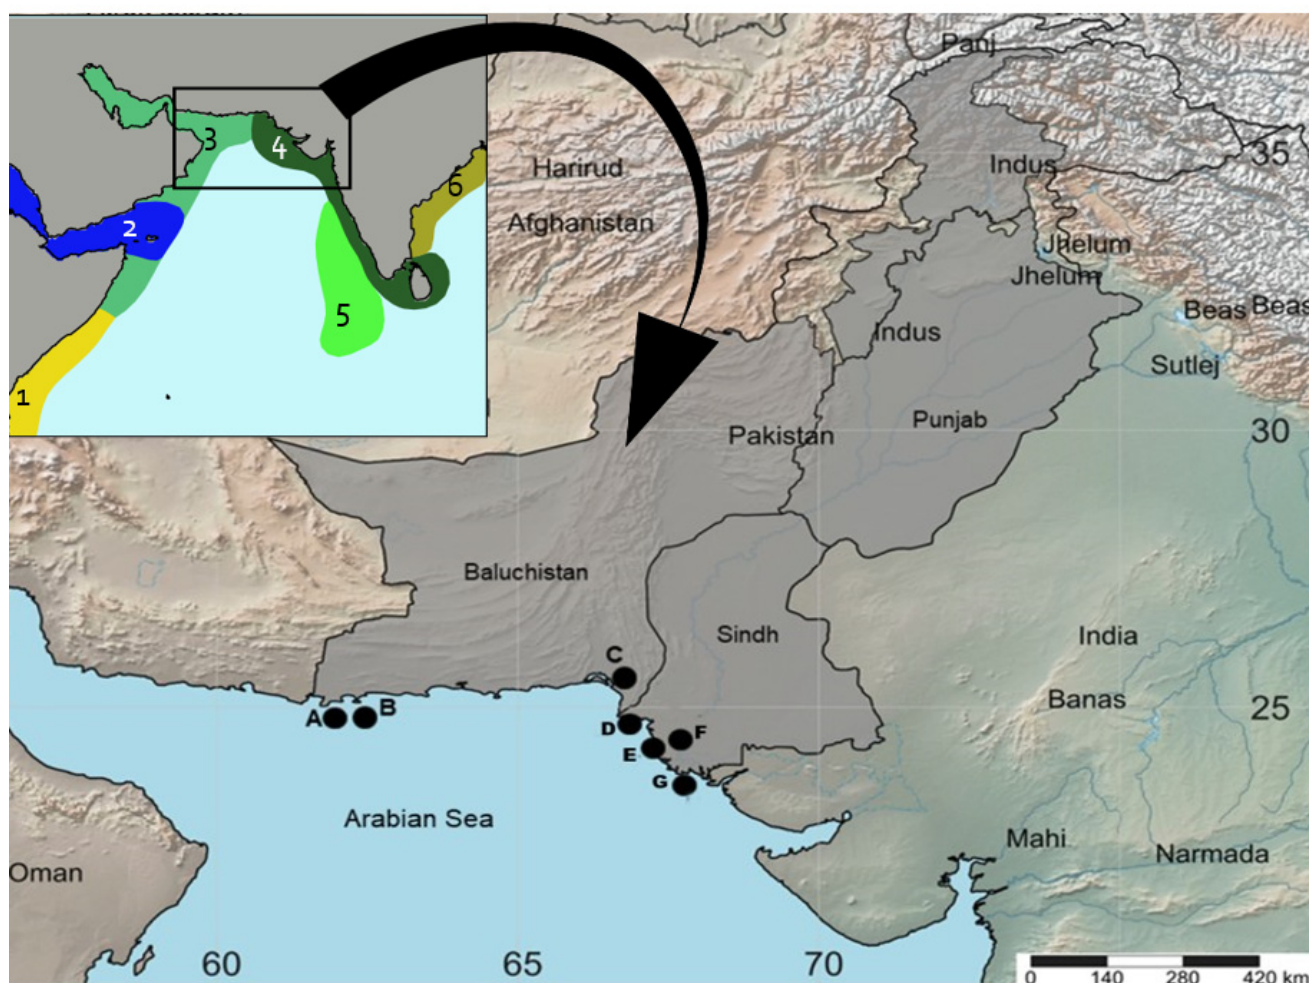 Panj
3
4
6
35
Harirud
Indus
Afghanistan
2
Jhelum
Jhelum
Beas
Beas
5
Indus
Sutlej
1
Punjab
30
Pakistan
Baluchistan
Sindh
India
C
Banas
25
A
B
D
F
E
G
Arabian Sea
Mahi
Narmada
Oman
60
65
70
0
140
280
420 km